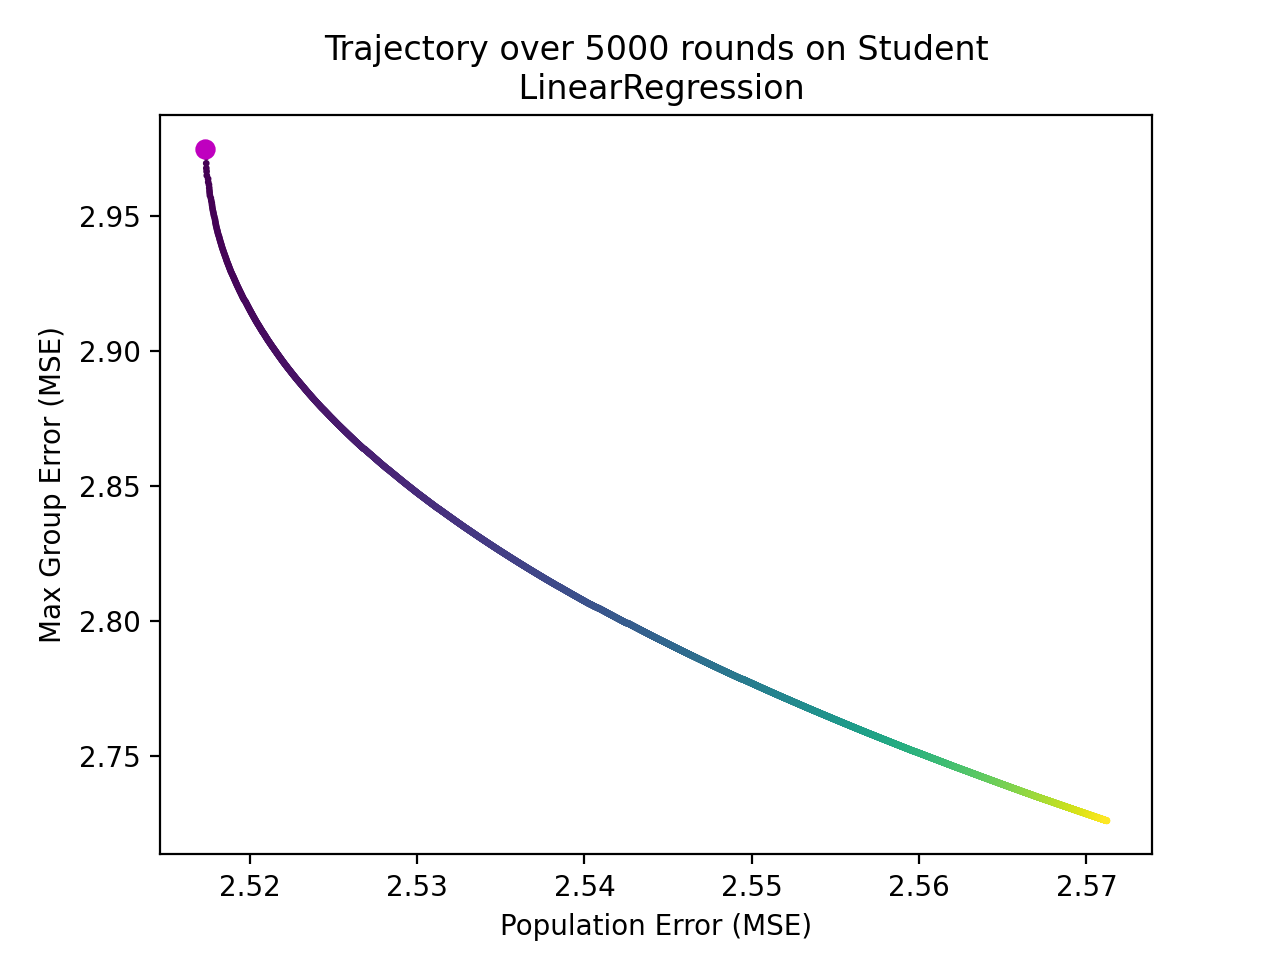 Trajectory over 5000 rounds on Student
LinearRegression
Max Group Error (MSE)
2.95
2.90
2.85
2.80
2.75
2.52
2.53
2.54
2.55
2.56
2.57
Population Error (MSE)